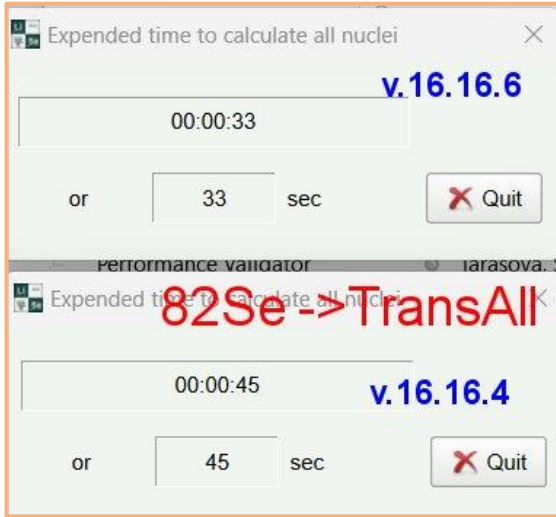 Expended time to calculate all nuclei
v.16.16.6
00:00:33
or 33 sec Quit
Performance Validator Tarasova, S
Expended time to calculate all nuclei
82Se ->TransAll
00:00:45
v.16.16.4
or 45 sec Quit